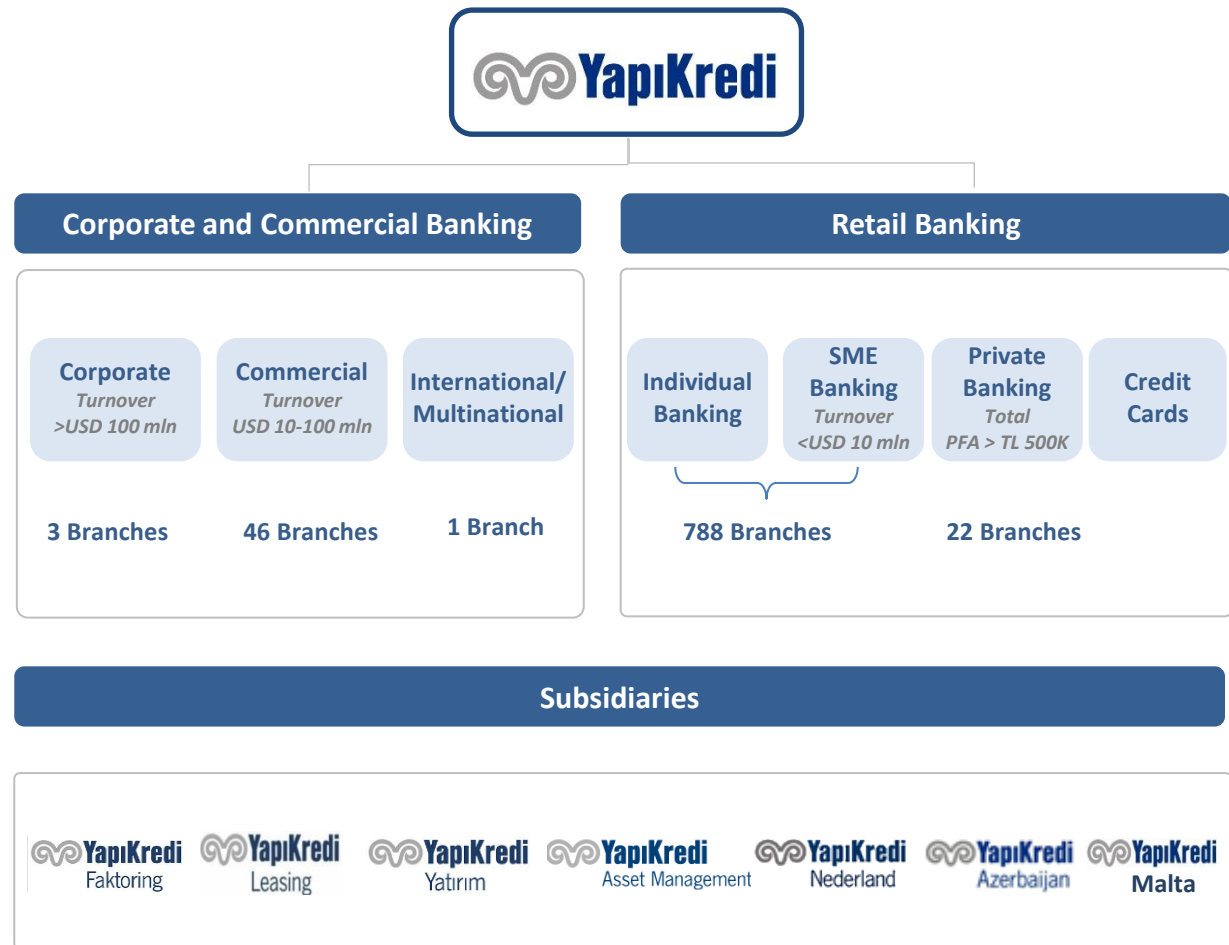 YapıKredi
Corporate and Commercial Banking
Retail Banking
Corporate
Turnover
>USD 100 mln
Commercial
Turnover
USD 10-100 mln
International/
Multinational
Individual
Banking
SME
Banking
Turnover
<USD 10 mln
Private
Banking
Total
PFA > TL 500K
Credit
Cards
3 Branches
46 Branches
1 Branch
788 Branches
22 Branches
Subsidiaries
YapıKredi
Faktoring
YapıKredi
Leasing
YapıKredi
Yatırım
YapıKredi
Asset Management
YapıKredi
Nederland
YapıKredi
Azerbaijan
YapıKredi
Malta